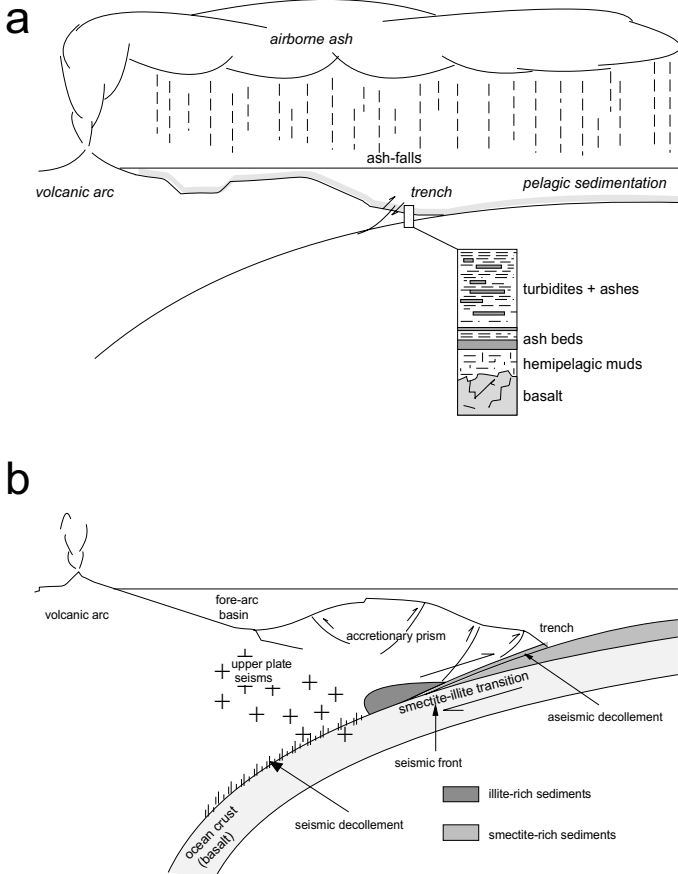 a
airborne ash
ash-falls
volcanic arc
trench
pelagic sedimentation
turbidites + ashes
ash beds
hemipelagic muds
basalt
b
volcanic arc
fore-arc
basin
accretionary prism
trench
upper plate
seisms
smectite-illite transition
aseismic decollement
seismic front
illite-rich sediments
seismic decollement
smectite-rich sediments
ocean crust
(basalt)